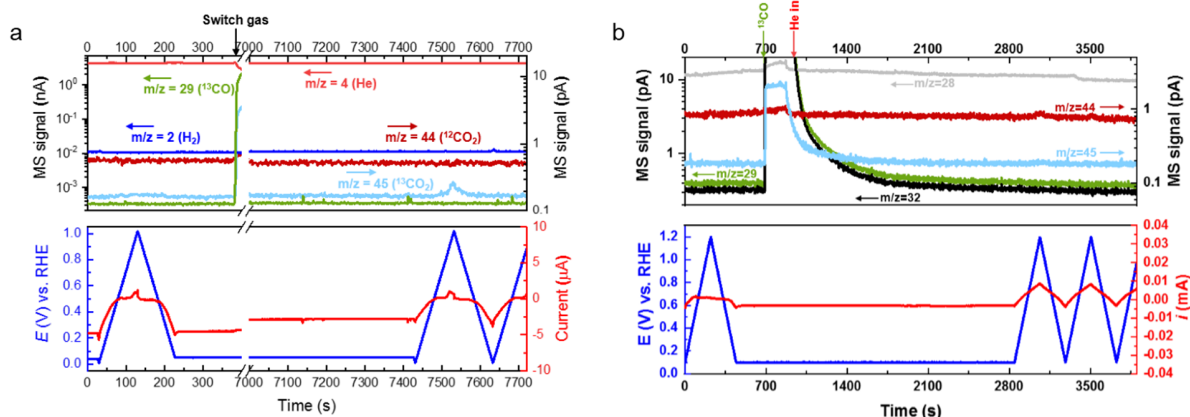 a
Switch gas
0 100 200 300 7000 7100 7200 7300 7400 7500 7600 7700
MS signal (nA)
10⁰
10⁻¹
10⁻²
10⁻³
m/z = 29 (¹³CO)
m/z = 4 (He)
m/z = 2 (H₂)
m/z = 44 (¹²CO₂)
m/z = 45 (¹³CO₂)
10
1
0.1
MS signal (pA)
E (V) vs. RHE
1.0
0.8
0.6
0.4
0.2
0.0
10
5
0
-5
-10
Current (µA)
0 100 200 300 7000 7100 7200 7300 7400 7500 7600 7700
Time (s)
b
¹³CO
He in
0 700 1400 2100 2800 3500
MS signal (pA)
10
1
m/z=28
m/z=44
m/z=45
m/z=29
m/z=32
1
0.1
MS signal (pA)
E (V) vs. RHE
1.2
1.0
0.8
0.6
0.4
0.2
0.0
0.04
0.03
0.02
0.01
0.00
-0.01
-0.02
-0.03
-0.04
i (mA)
0 700 1400 2100 2800 3500
Time (s)